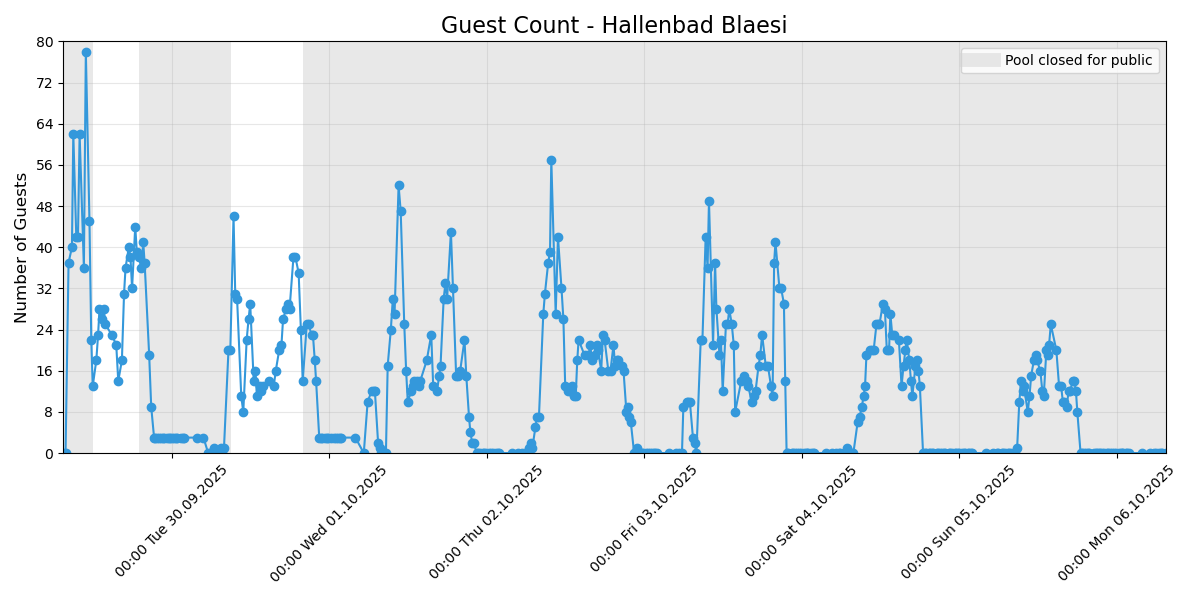 Guest Count - Hallenbad Blaesi
Pool closed for public
Number of Guests
80
72
64
56
48
40
32
24
16
8
0
00:00 Tue 30.09.2025
00:00 Wed 01.10.2025
00:00 Thu 02.10.2025
00:00 Fri 03.10.2025
00:00 Sat 04.10.2025
00:00 Sun 05.10.2025
00:00 Mon 06.10.2025